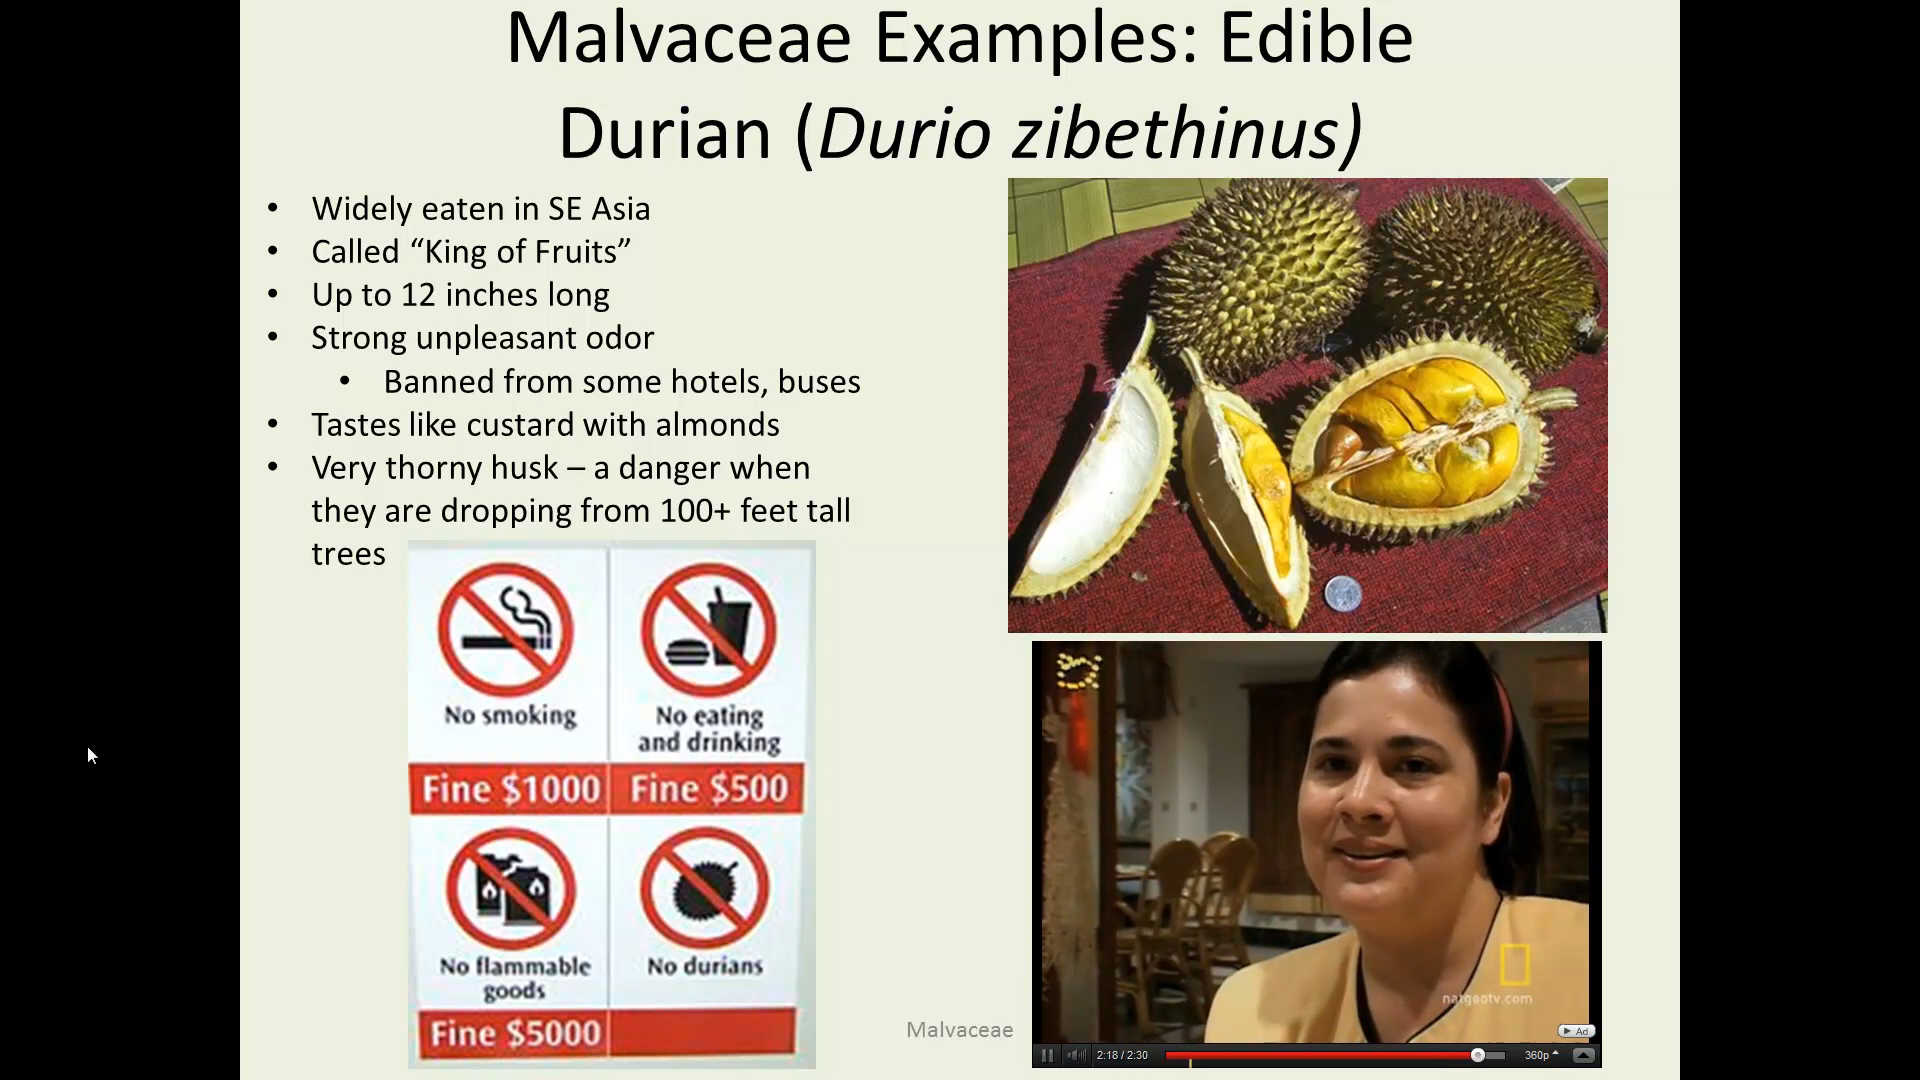 Malvaceae Examples: Edible
Durian (Durio zibethinus)
• Widely eaten in SE Asia
• Called “King of Fruits”
• Up to 12 inches long
• Strong unpleasant odor
• Banned from some hotels, buses
• Tastes like custard with almonds
• Very thorny husk – a danger when
they are dropping from 100+ feet tall
trees
No smoking
No eating
and drinking
Fine $1000
Fine $500
No flammable
goods
No durians
Fine $5000
Malvaceae
natgeotv.com
Ad
2:18 / 2:30
360p